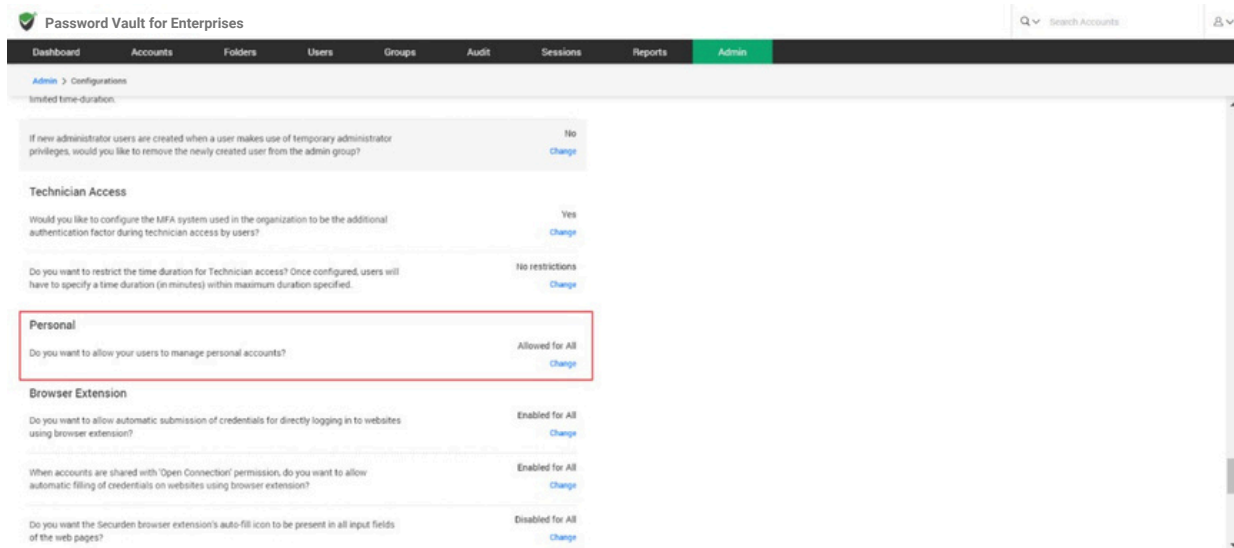 Password Vault for Enterprises
Search Accounts
Dashboard Accounts Folders Users Groups Audit Sessions Reports Admin
Admin > Configurations
limited time-duration.
If new administrator users are created when a user makes use of temporary administrator
privileges, would you like to remove the newly created user from the admin group?
No
Change
Technician Access
Would you like to configure the MFA system used in the organization to be the additional
authentication factor during technician access by users?
Yes
Change
Do you want to restrict the time duration for Technician access? Once configured, users will
have to specify a time duration (in minutes) within maximum duration specified.
No restrictions
Change
Personal
Do you want to allow your users to manage personal accounts?
Allowed for All
Change
Browser Extension
Do you want to allow automatic submission of credentials for directly logging in to websites
using browser extension?
Enabled for All
Change
When accounts are shared with 'Open Connection' permission, do you want to allow
automatic filling of credentials on websites using browser extension?
Enabled for All
Change
Do you want the Securden browser extension's auto-fill icon to be present in all input fields
of the web pages?
Disabled for All
Change